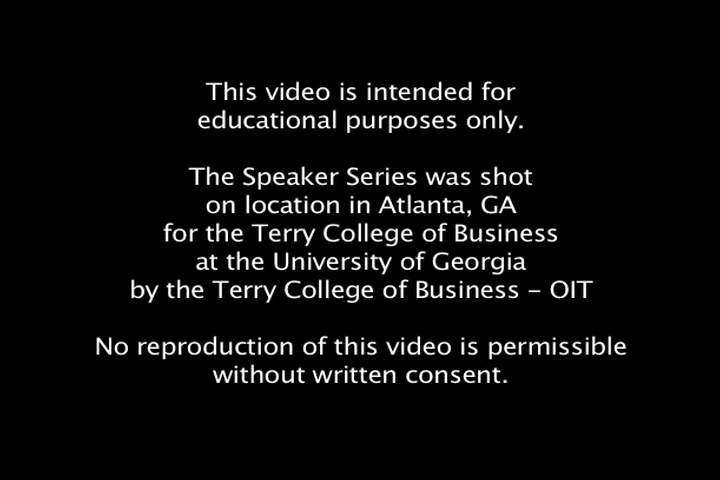 This video is intended for
educational purposes only.
The Speaker Series was shot
on location in Atlanta, GA
for the Terry College of Business
at the University of Georgia
by the Terry College of Business – OIT
No reproduction of this video is permissible
without written consent.